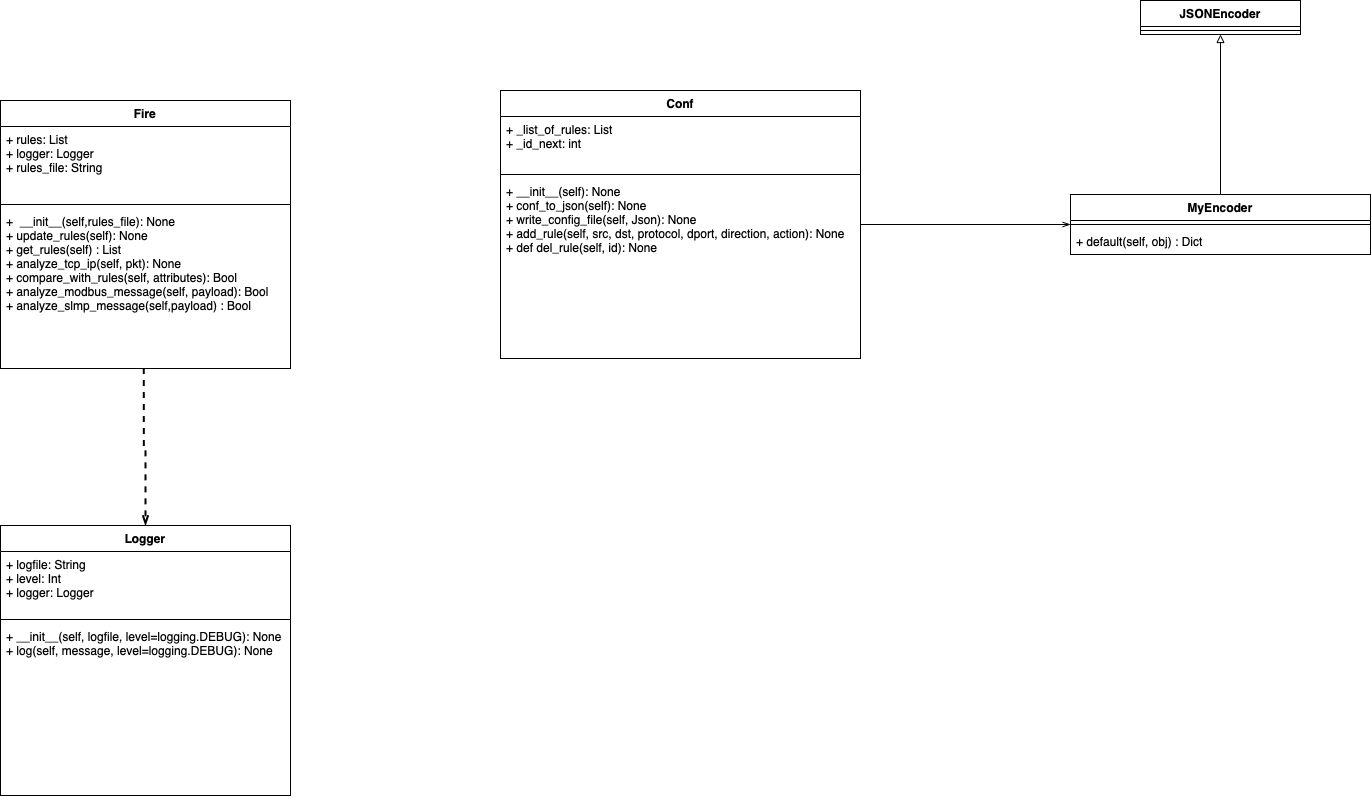 JSONEncoder
Fire
+ rules: List
+ logger: Logger
+ rules_file: String
+  __init__(self,rules_file): None
+ update_rules(self): None
+ get_rules(self) : List
+ analyze_tcp_ip(self, pkt): None
+ compare_with_rules(self, attributes): Bool
+ analyze_modbus_message(self, payload): Bool
+ analyze_slmp_message(self,payload) : Bool
Conf
+ _list_of_rules: List
+ _id_next: int
+ __init__(self): None
+ conf_to_json(self): None
+ write_config_file(self, Json): None
+ add_rule(self, src, dst, protocol, dport, direction, action): None
+ def del_rule(self, id): None
MyEncoder
+ default(self, obj) : Dict
Logger
+ logfile: String
+ level: Int
+ logger: Logger
+ __init__(self, logfile, level=logging.DEBUG): None
+ log(self, message, level=logging.DEBUG): None